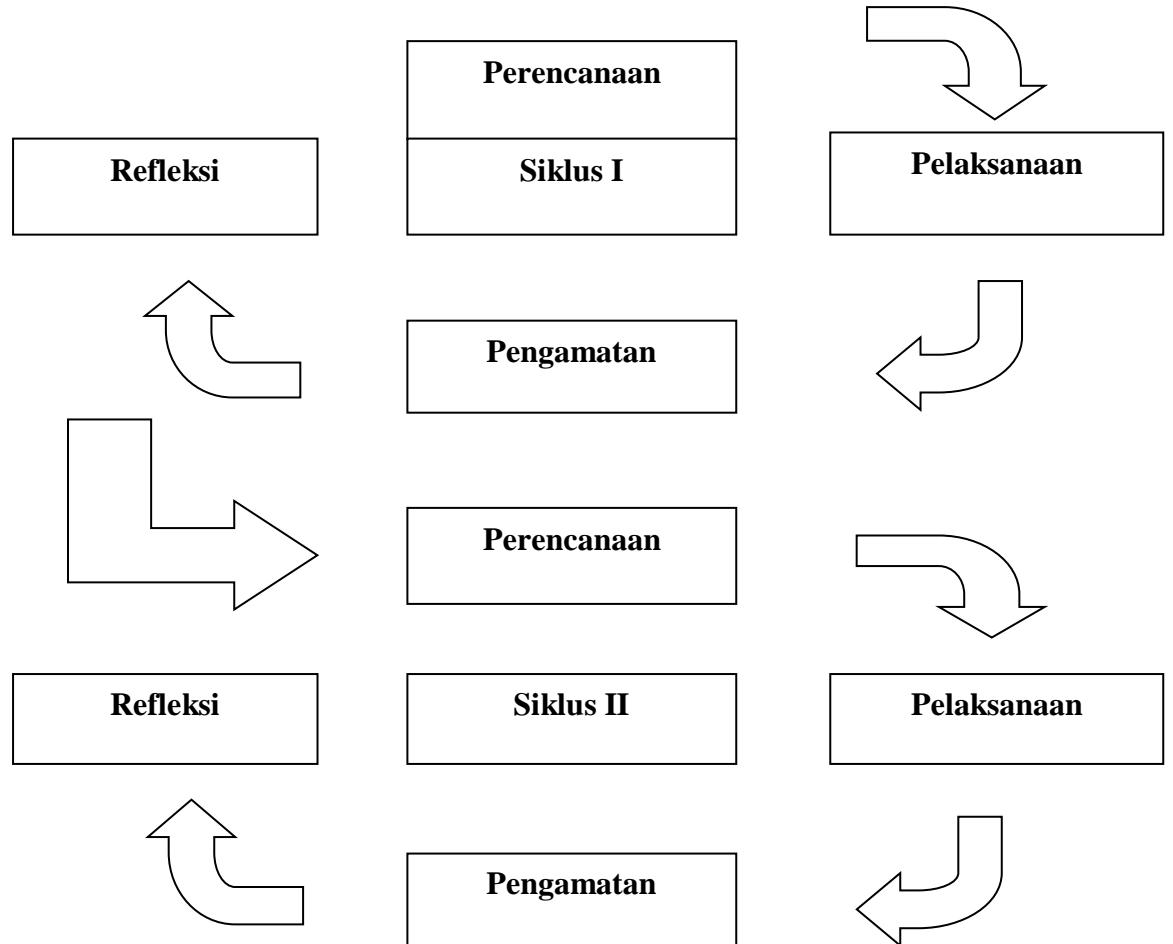 Perencanaan
Refleksi
Siklus I
Pelaksanaan
Pengamatan
Perencanaan
Refleksi
Siklus II
Pelaksanaan
Pengamatan